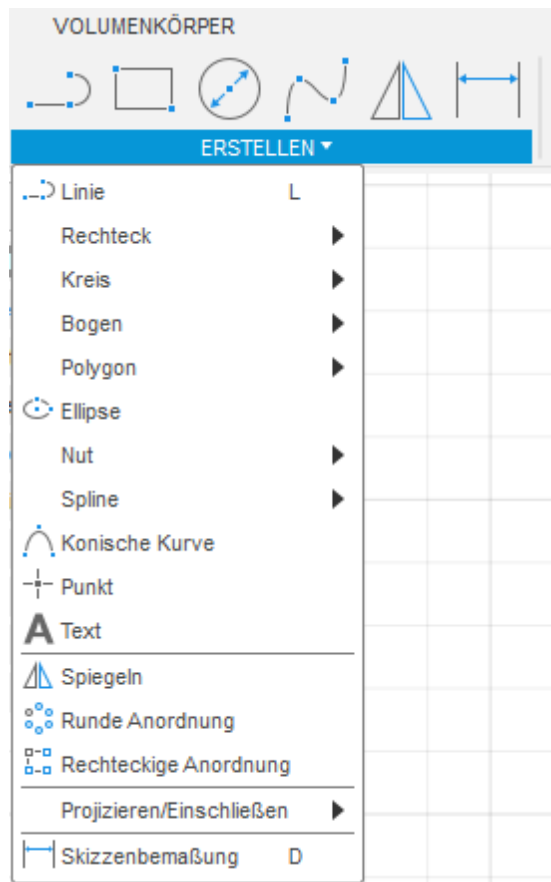 VOLUMENKÖRPER
ERSTELLEN
Linie L
Rechteck
Kreis
Bogen
Polygon
Ellipse
Nut
Spline
Konische Kurve
Punkt
A Text
Spiegeln
Runde Anordnung
Rechteckige Anordnung
Projizieren/Einschließen
Skizzenbemaßung D